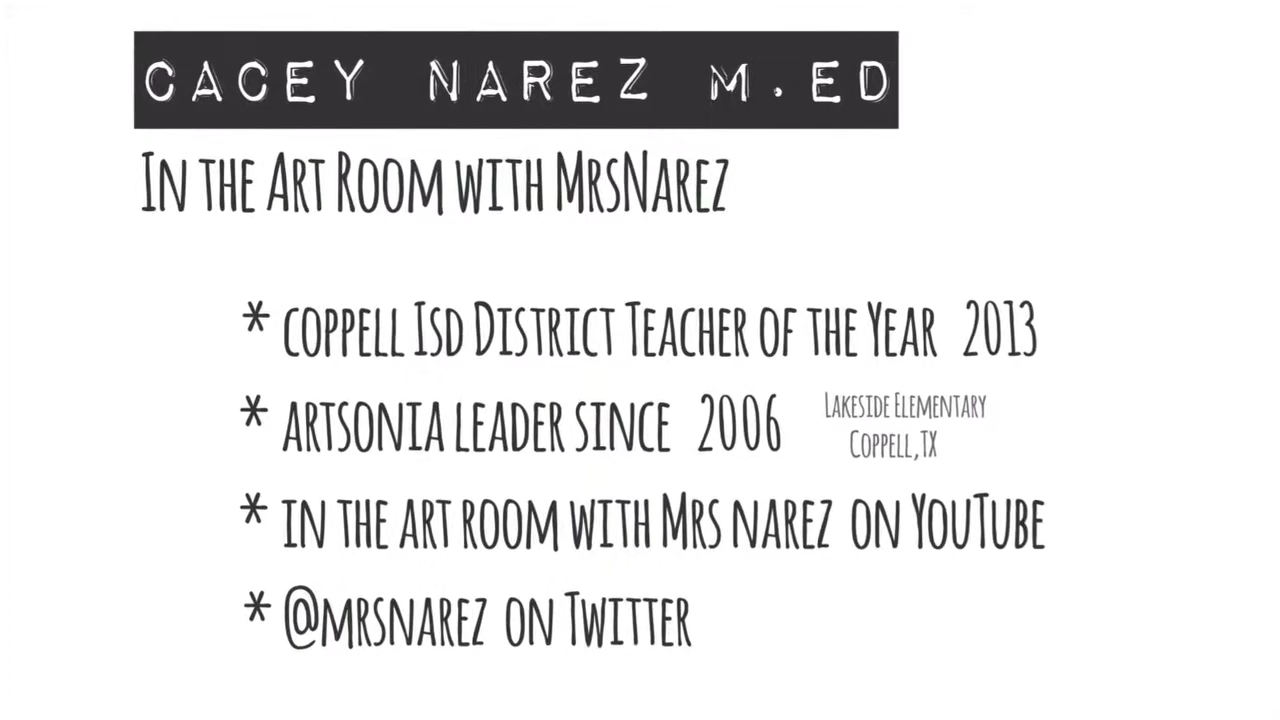 CACEY NAREZ M.ED
In the Art Room with MrsNarez
* coppell Isd District Teacher of the Year 2013
* artsonia leader since 2006
Lakeside Elementary
Coppell, TX
* in the art room with Mrs narez on YouTube
* @mrsnarez on Twitter